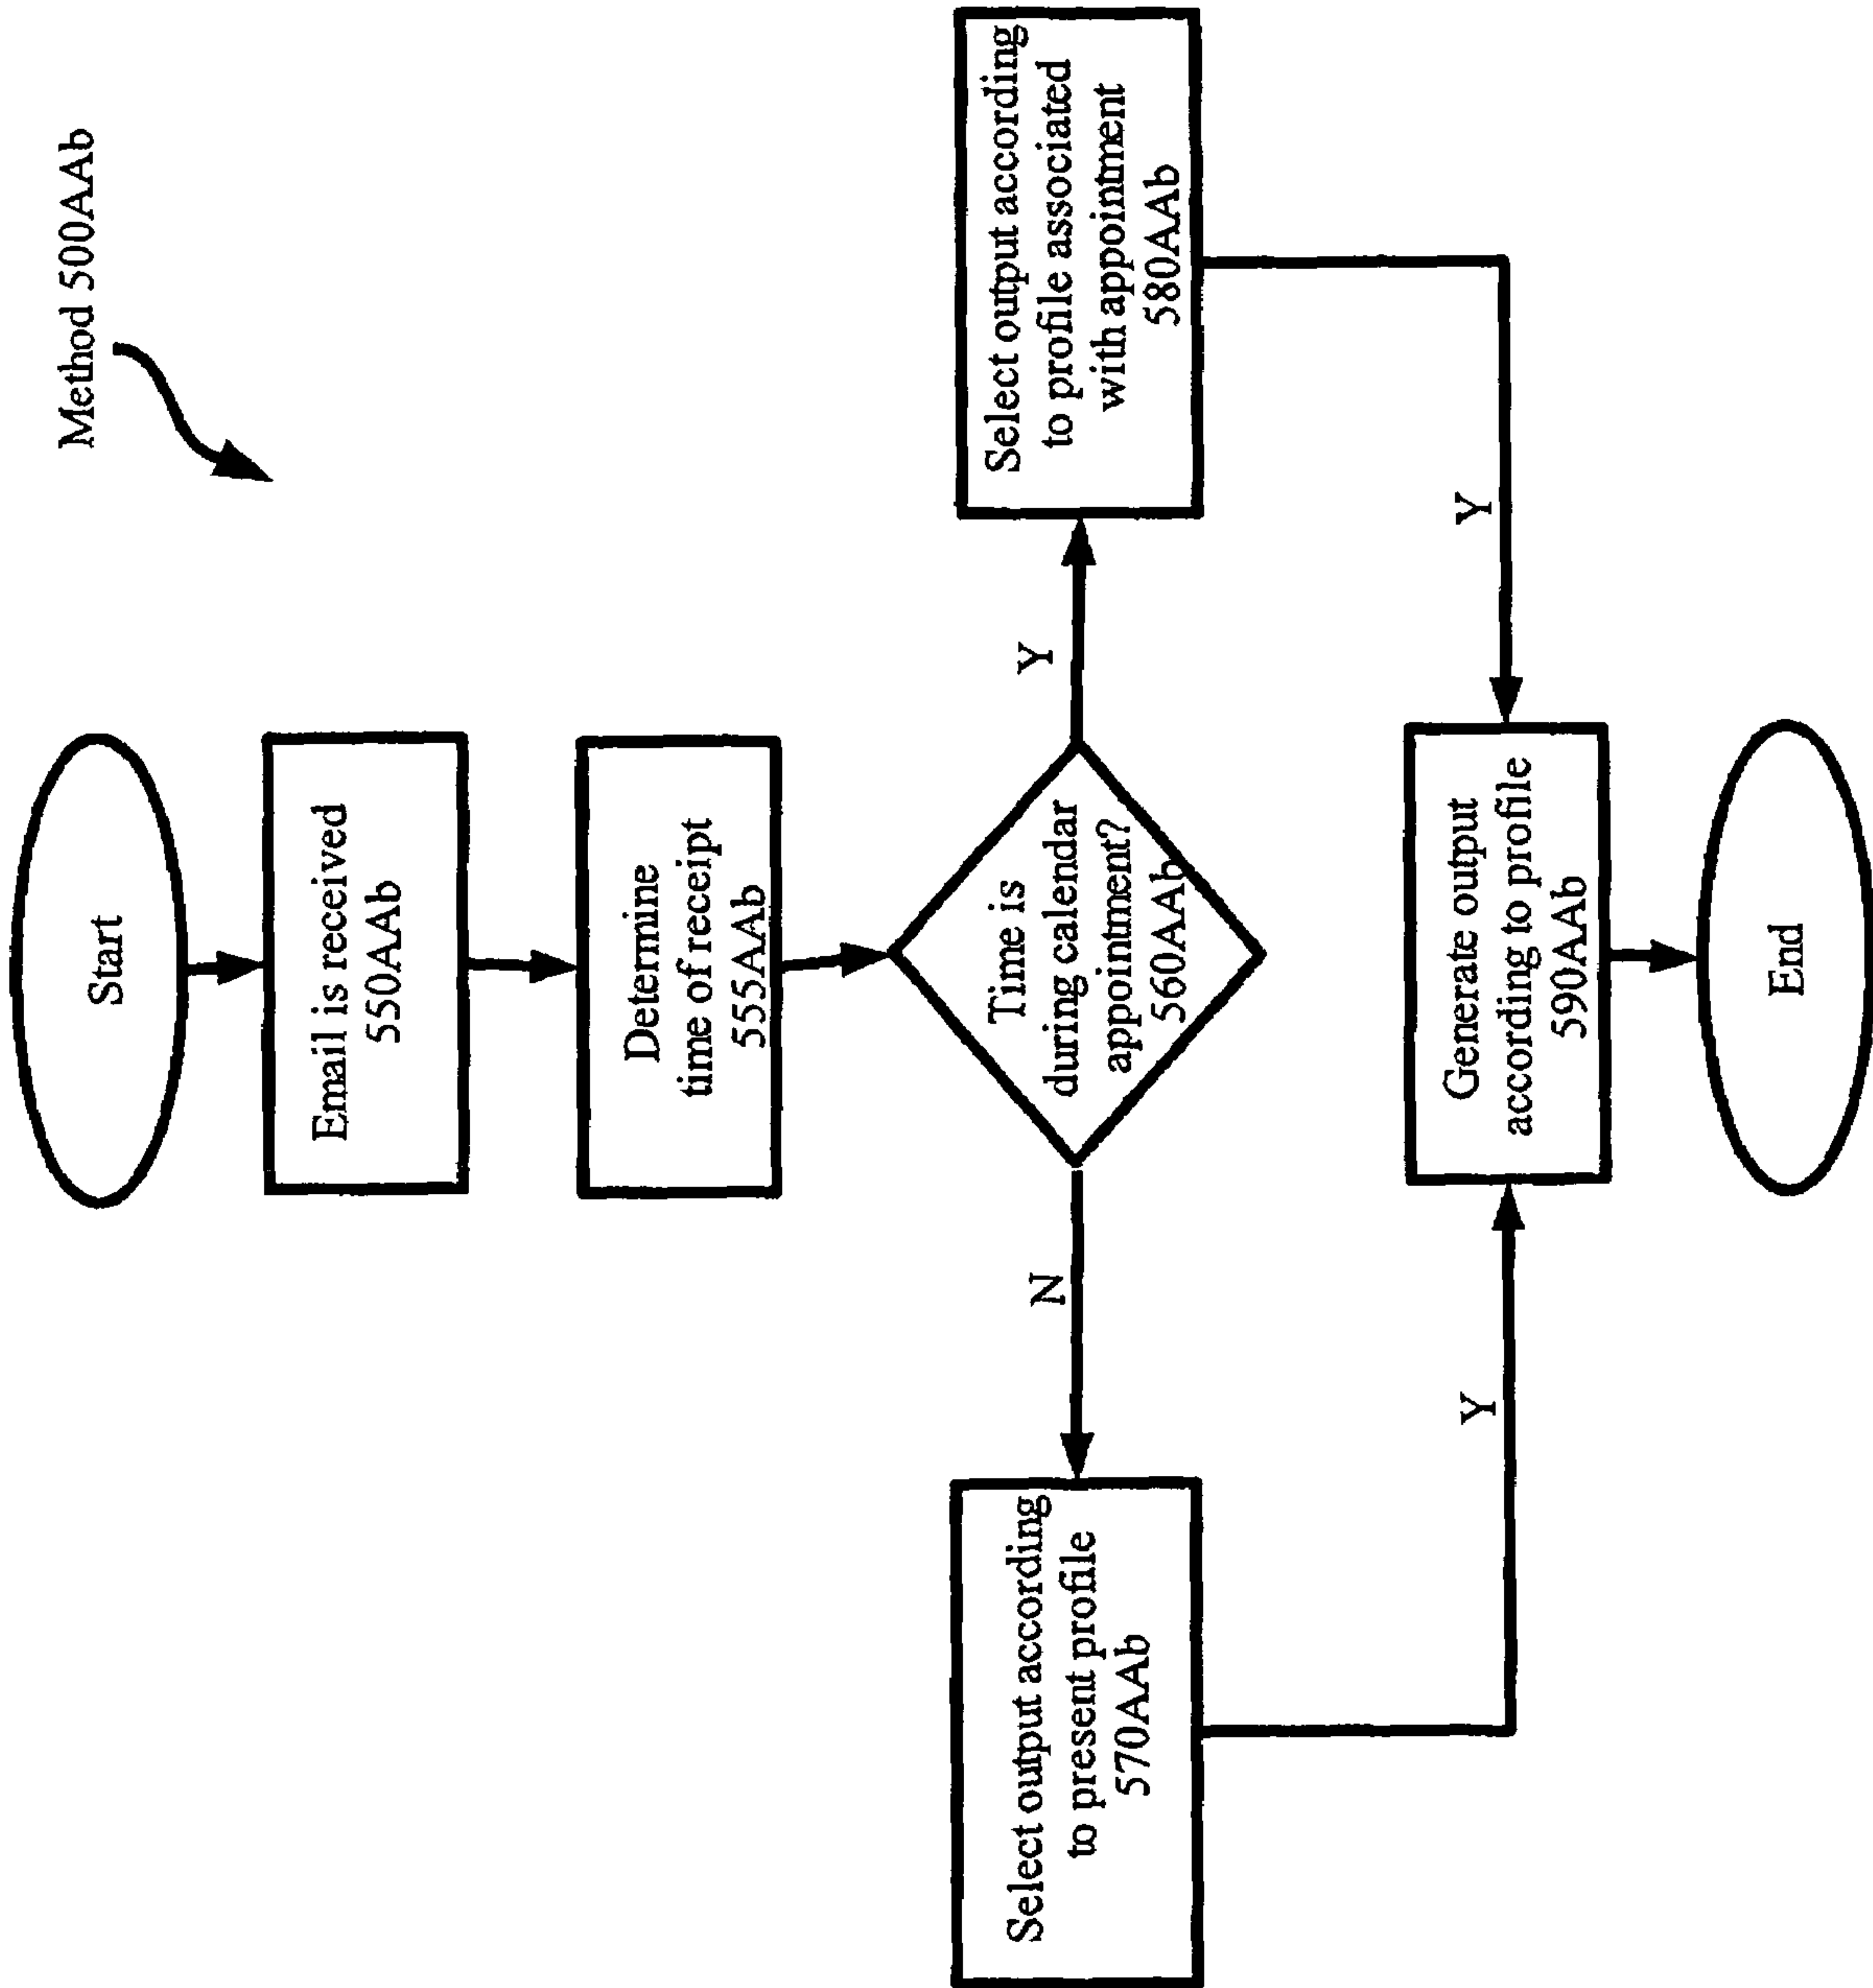 Method 500AAb
Start
Email is received
550AAb
Determine
time of receipt
555AAb
Time is
during calendar
appointment?
560AAb
N
Y
Select output according
to present profile
570AAb
Select output according
to profile associated
with appointment
580AAb
Y
Y
Generate output
according to profile
590AAb
End